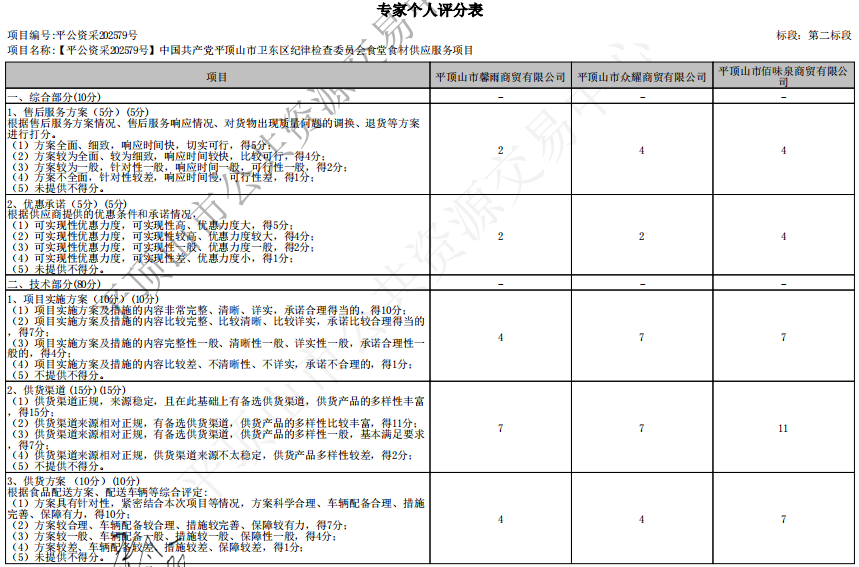 专家个人评分表
项目编号:平公资采202579号
标段: 第二标段
项目名称:【平公资采202579号】中国共产党平顶山市卫东区纪律检查委员会食堂食材供应服务项目
项目 平顶山市馨雨商贸有限公司 平顶山市众耀商贸有限公司 平顶山市佰味泉商贸有限公司
一、综合部分(10分) - - -
1、售后服务方案（5分）(5分)
根据售后服务方案情况、售后服务响应情况、对货物出现质量问题的调换、退货等方案
进行打分。
（1）方案全面、细致，响应时间快，切实可行，得5分；
（2）方案较为全面、较为细致，响应时间较快，比较可行，得4分；
（3）方案较为一般，针对性一般，响应时间一般，可行性一般，得2分；
（4）方案不全面，针对性较差，响应时间慢，可行性差，得1分；
（5）未提供不得分。
2 4 4
2、优惠承诺（5分）(5分)
根据供应商提供的优惠条件和承诺情况，
（1）可实现性优惠力度，可实现性高、优惠力度大，得5分；
（2）可实现性优惠力度，可实现性较高、优惠力度较大，得4分；
（3）可实现性优惠力度，可实现性一般、优惠力度一般，得2分；
（4）可实现性优惠力度，可实现性差、优惠力度小，得1分；
（5）未提供不得分。
2 2 4
二、技术部分(80分) - - -
1、项目实施方案（10分）(10分)
（1）项目实施方案及措施的内容非常完整、清晰、详实，承诺合理得当的，得10分；
（2）项目实施方案及措施的内容比较完整、比较清晰、比较详实，承诺比较合理得当的
，得7分；
（3）项目实施方案及措施的内容完整性一般、清晰性一般、详实性一般，承诺合理性一
般的，得4分；
（4）项目实施方案及措施的内容比较差、不清晰性、不详实，承诺不合理的，得1分；
（5）不提供不得分。
4 7 7
2、供货渠道(15分)(15分)
（1）供货渠道正规，来源稳定，且在此基础上有备选供货渠道，供货产品的多样性丰富
，得15分；
（2）供货渠道来源相对正规，有备选供货渠道，供货产品的多样性比较丰富，得11分；
（3）供货渠道来源相对正规，有备选供货渠道，供货产品的多样性一般，基本满足要求
，得7分；
（4）供货渠道来源相对正规，供货渠道来源不太稳定，供货产品多样性较差，得2分；
（5）不提供不得分。
7 7 11
3、供货方案 （10分）(10分)
根据食品配送方案、配送车辆等综合评定:
（1）方案具有针对性，紧密结合本次项目等情况，方案科学合理、车辆配备合理、措施
完善、保障有力，得10分；
（2）方案较合理、车辆配备较合理、措施较完善、保障较有力，得7分；
（3）方案较一般、车辆配备一般、措施较一般、保障性一般，得4分；
（4）方案较差、车辆配备较差、措施较差、保障较差，得1分；
（5）未提供不得分。
4 4 7
平顶山市公共资源交易中心
平顶山市公共资源交易中心